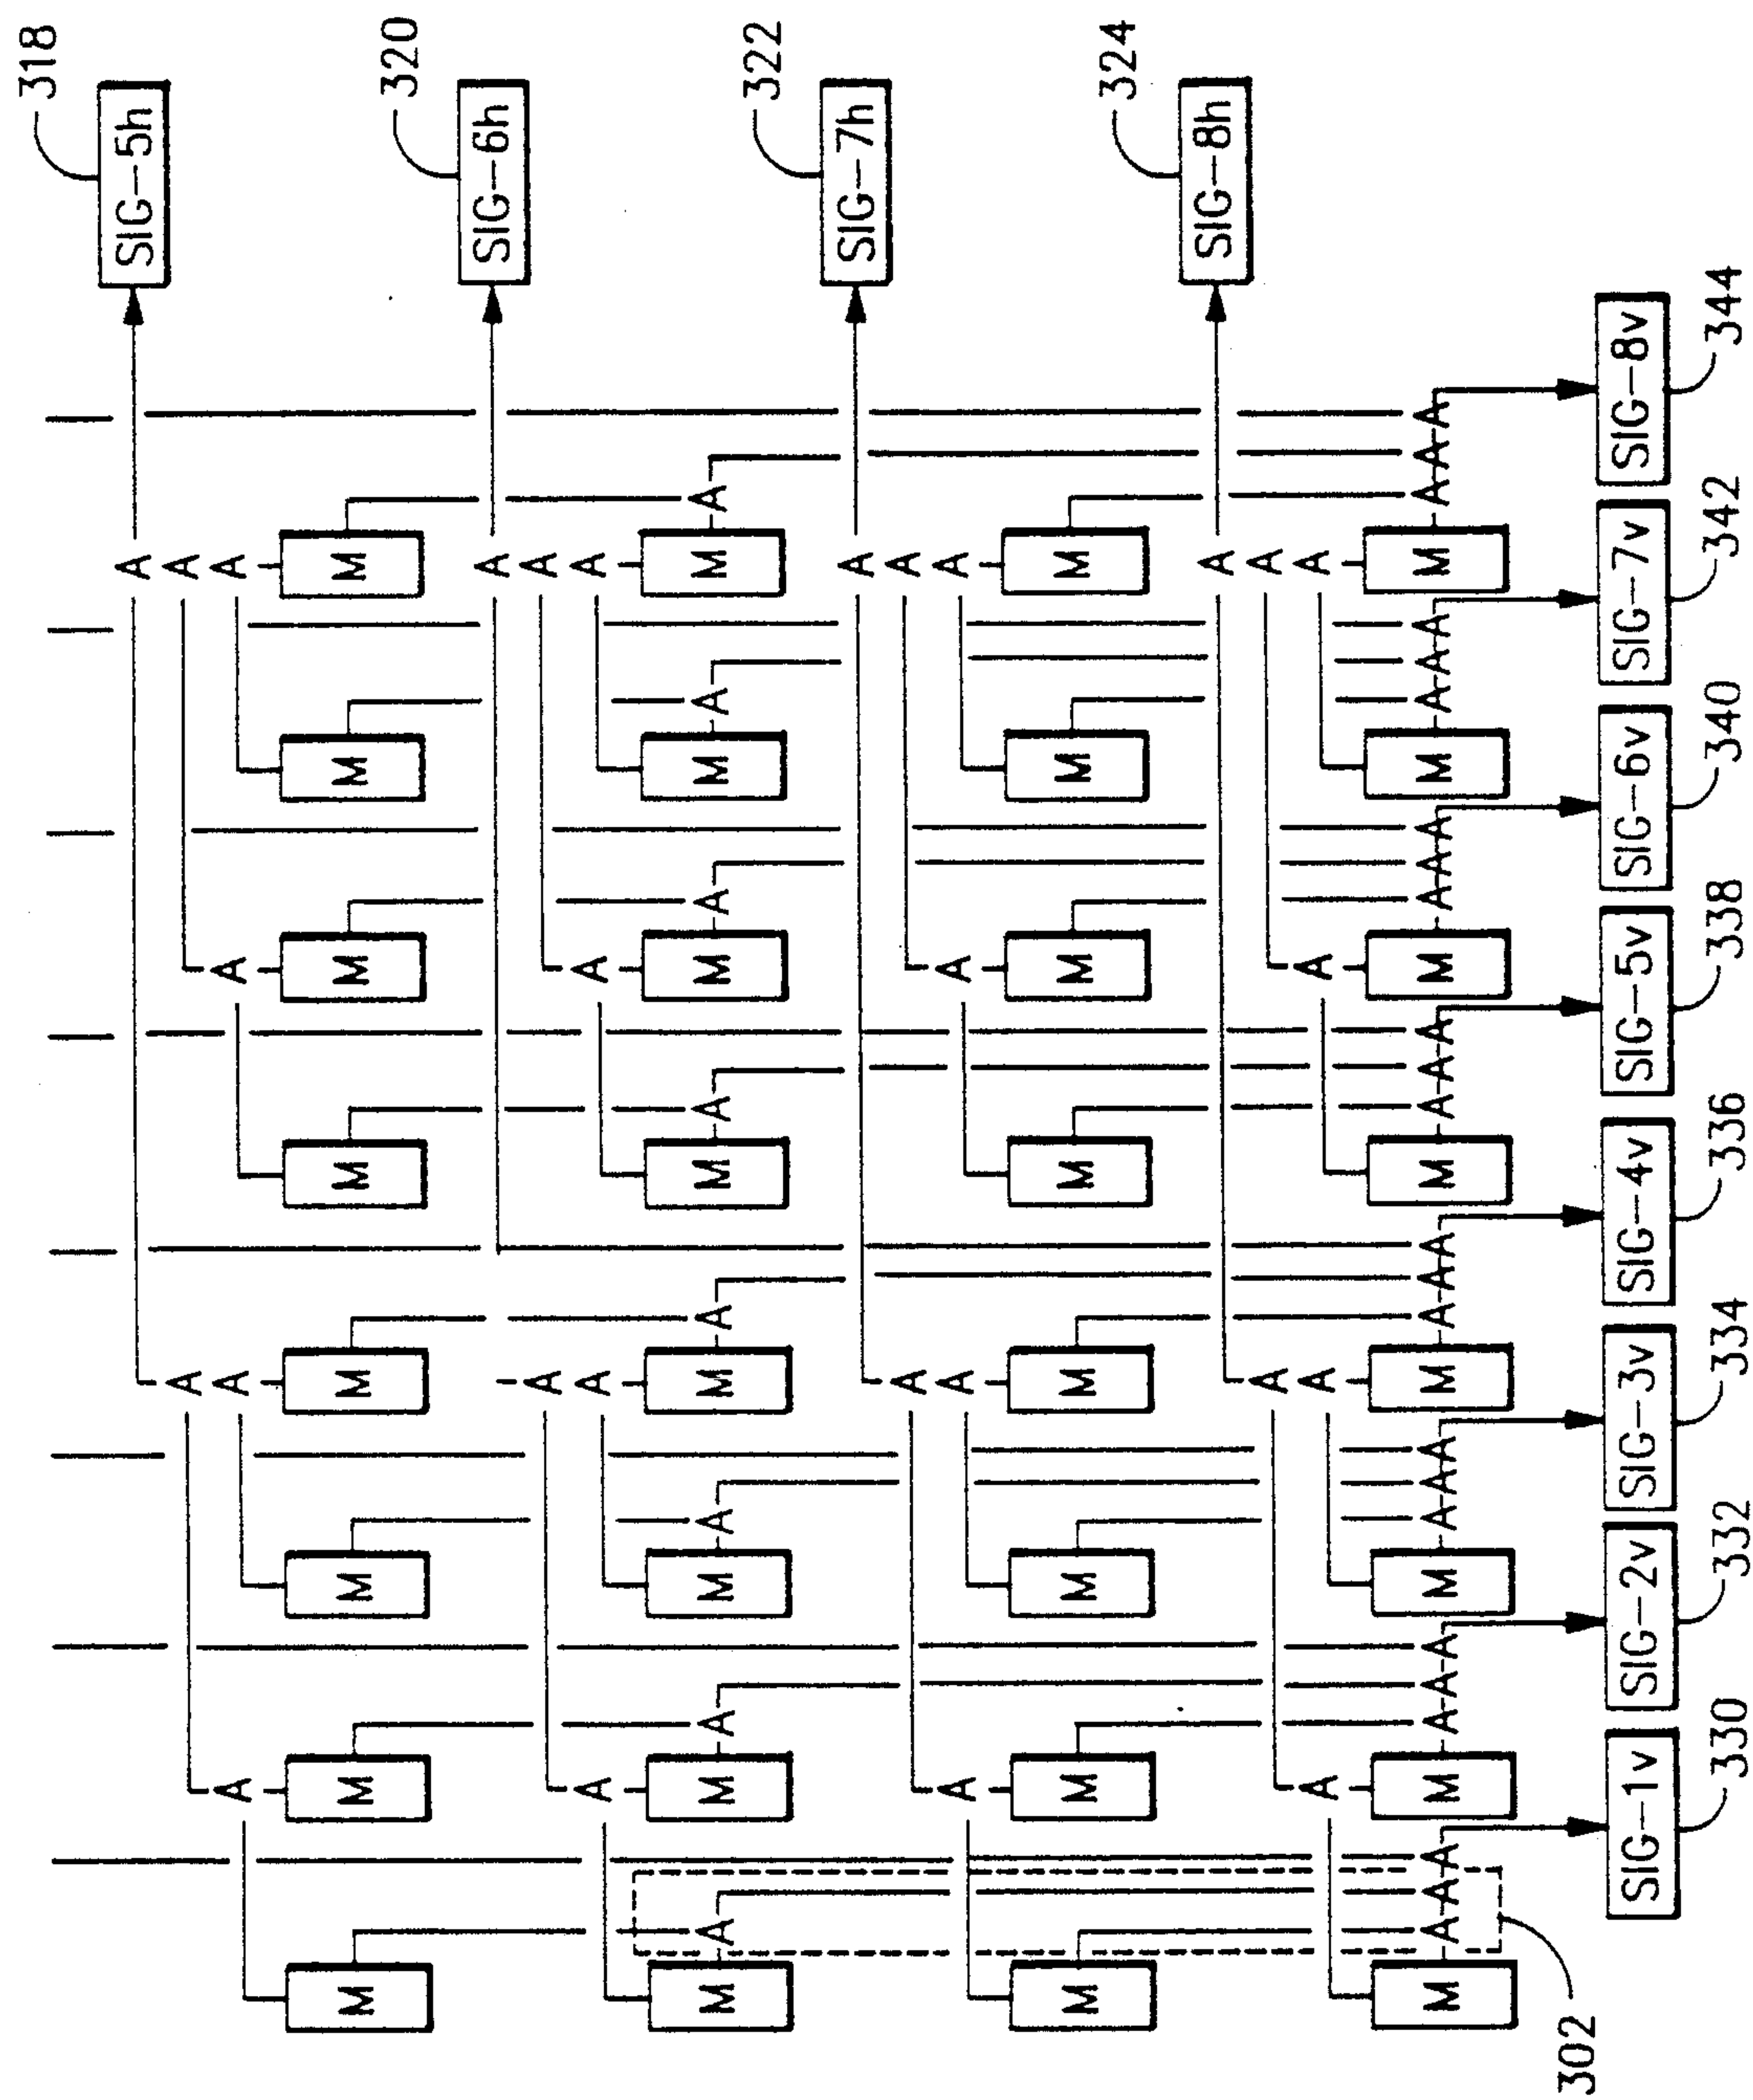 318
A SIG-5h
A A
A A A A
M M M M M M M M
320
A SIG-6h
A A
A A A A
M A M A M A M A M A M A M A M A
322
A SIG-7h
A A
A A A A
M M M M M M M M
324
A SIG-8h
A A
A A A A
M A A A M A A A M A A A M A A A M A A A M A A A M A A A M A A A
302
SIG-1v SIG-2v SIG-3v SIG-4v SIG-5v SIG-6v SIG-7v SIG-8v
330 332 334 336 338 340 342 344